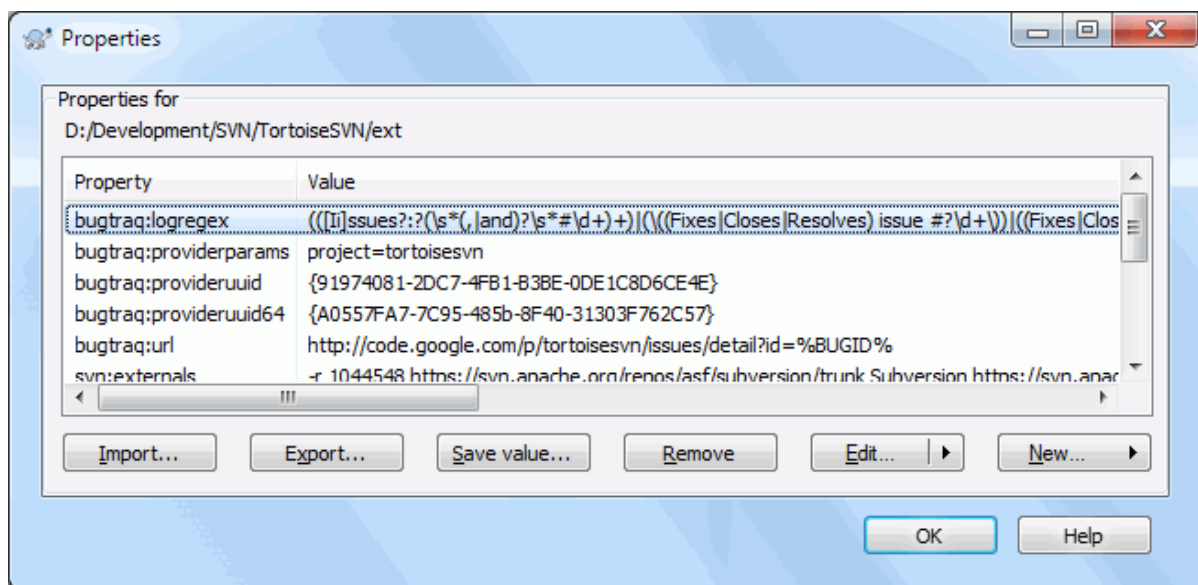 Properties
Properties for
D:/Development/SVN/TortoiseSVN/ext
Property Value
bugtraq:logregex (([Ii]ssues?:?(\s*(,|and)?\s*#\d+)+)|(\((Fixes|Closes|Resolves) issue #?\d+\))|((Fixes|Clos
bugtraq:providerparams project=tortoisesvn
bugtraq:provideruuid {91974081-2DC7-4FB1-B3BE-0DE1C8D6CE4E}
bugtraq:provideruuid64 {A0557FA7-7C95-485b-8F40-31303F762C57}
bugtraq:url http://code.google.com/p/tortoisesvn/issues/detail?id=%BUGID%
svn:externals -r 1044548 https://svn.apache.org/repos/asf/subversion/trunk Subversion https://svn.apac
Import... Export... Save value... Remove Edit... New...
OK Help